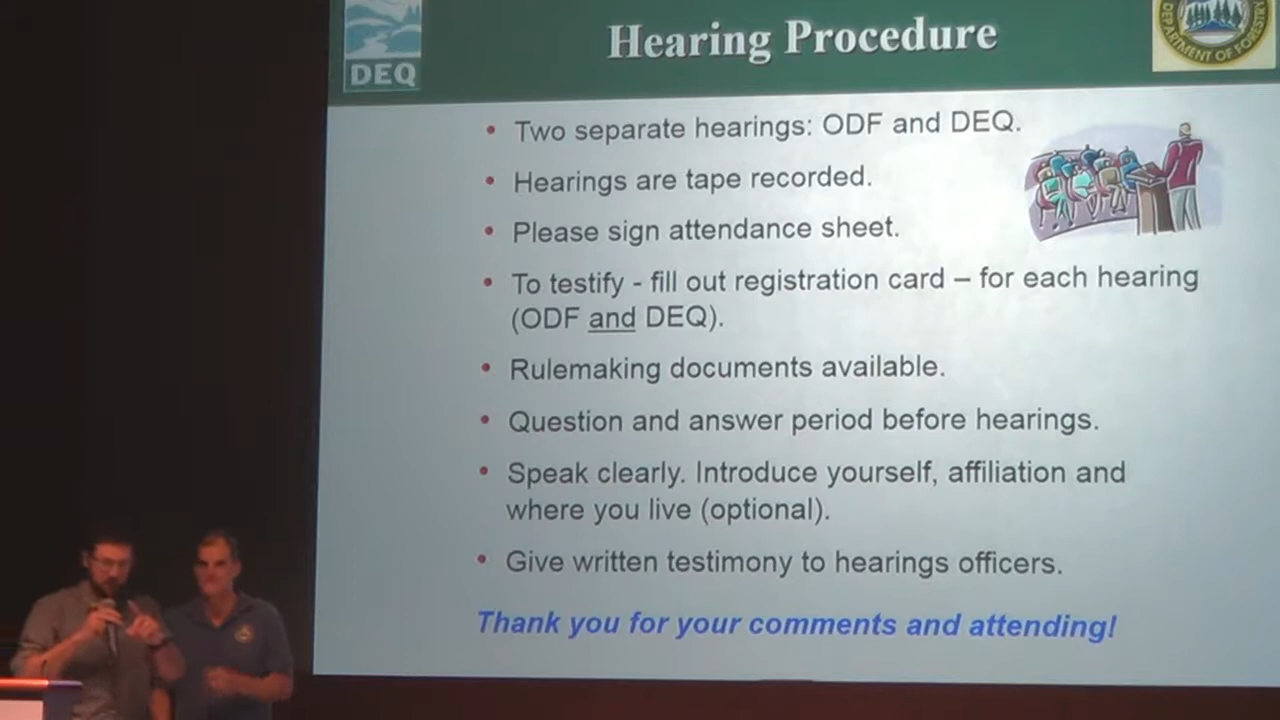 DEQ
Hearing Procedure
DEPARTMENT OF FORESTRY
• Two separate hearings: ODF and DEQ.
• Hearings are tape recorded.
• Please sign attendance sheet.
• To testify - fill out registration card – for each hearing
(ODF and DEQ).
• Rulemaking documents available.
• Question and answer period before hearings.
• Speak clearly. Introduce yourself, affiliation and
where you live (optional).
• Give written testimony to hearings officers.
Thank you for your comments and attending!